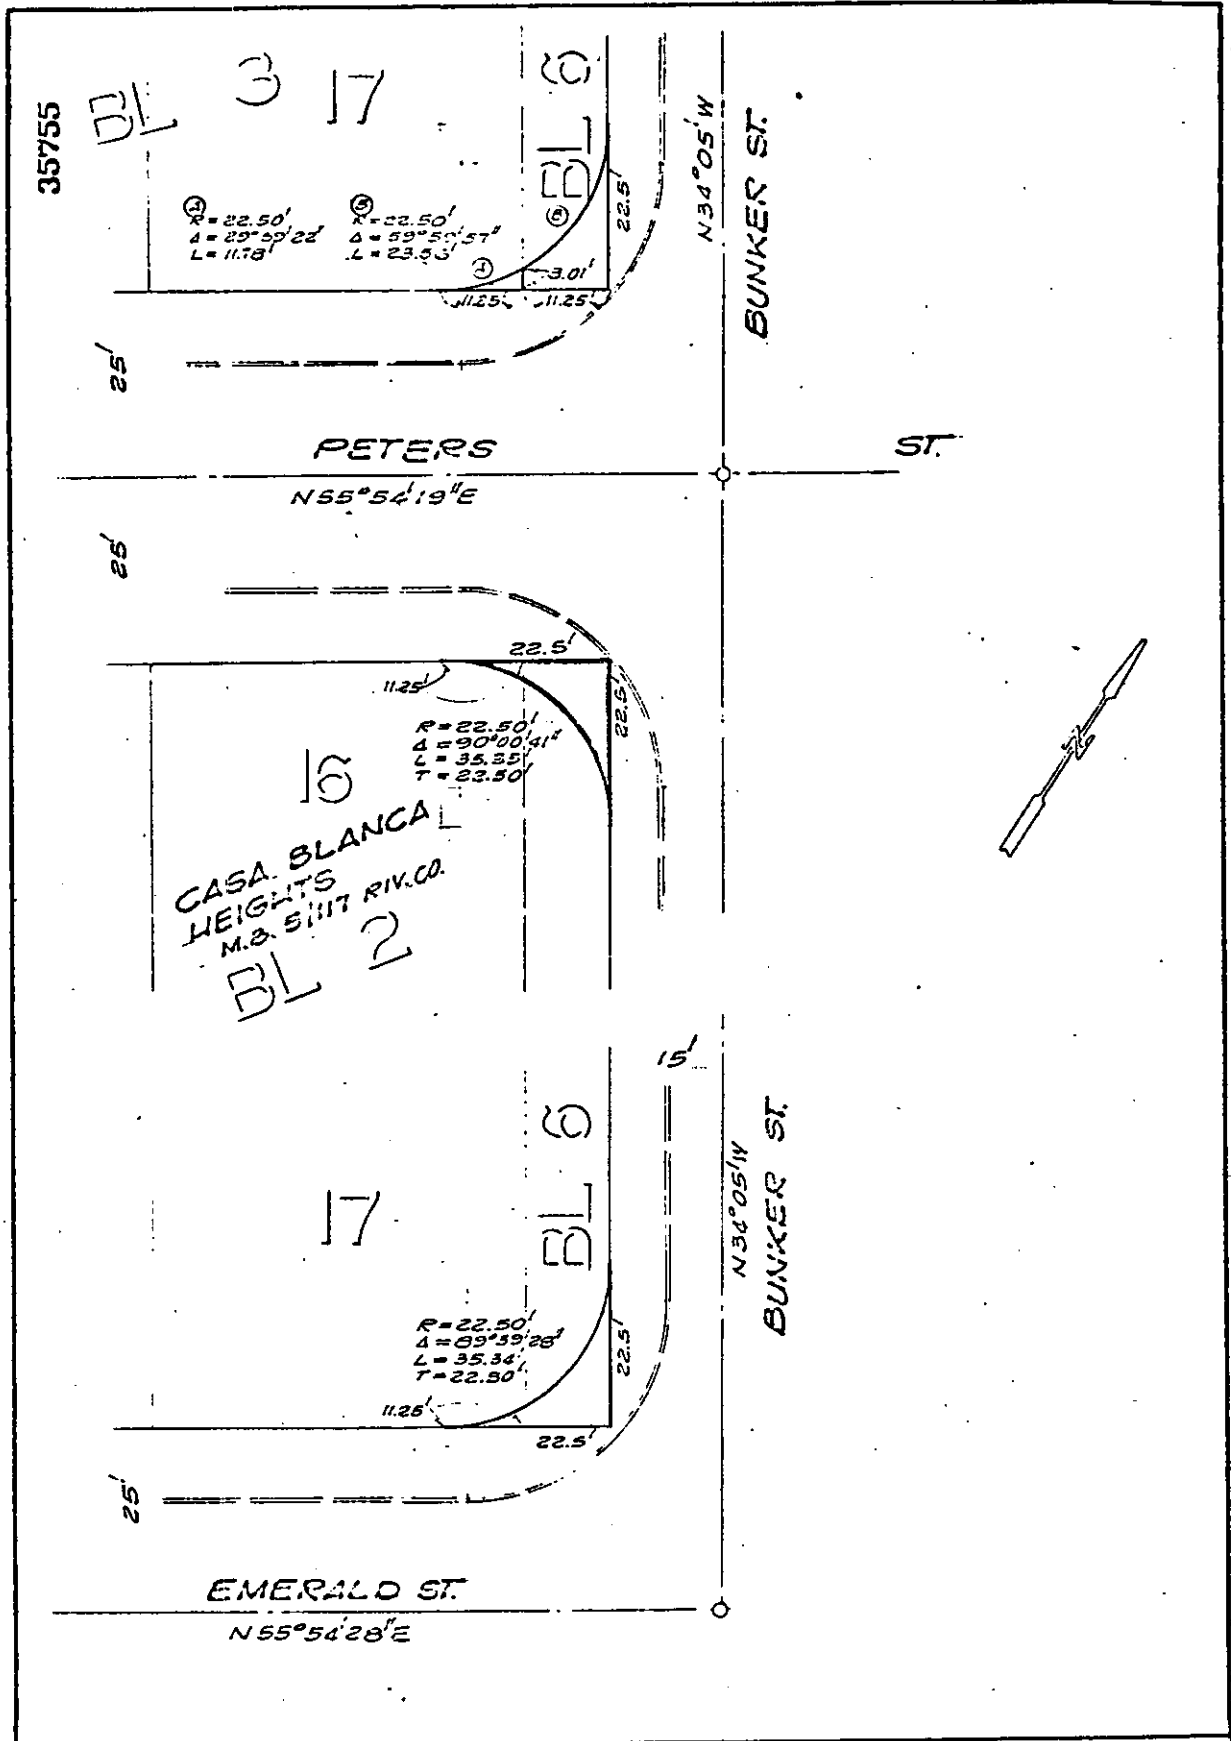 35755
BL 3 17
BL 6
N34°05'W
BUNKER ST.
Ⓐ
R=22.50'
Δ=29°59'22"
L=11.78'
Ⓑ
R=22.50'
Δ=59°59'57"
L=23.56'
Ⓑ
22.5'
Ⓐ
3.01'
11.25'
11.25'
25'
PETERS ST.
N55°54'19"E
25'
22.5'
11.25'
22.5'
R=22.50'
Δ=90°00'41"
L=35.35
T=22.50'
16
CASA BLANCA
HEIGHTS
M.B. 5/117 RIV. CO.
BL 2
N
15'
BL 6
17
N34°05'W
BUNKER ST.
R=22.50'
Δ=89°59'28"
L=35.34'
T=22.50'
22.5'
11.25'
22.5'
25'
EMERALD ST.
N55°54'28"E